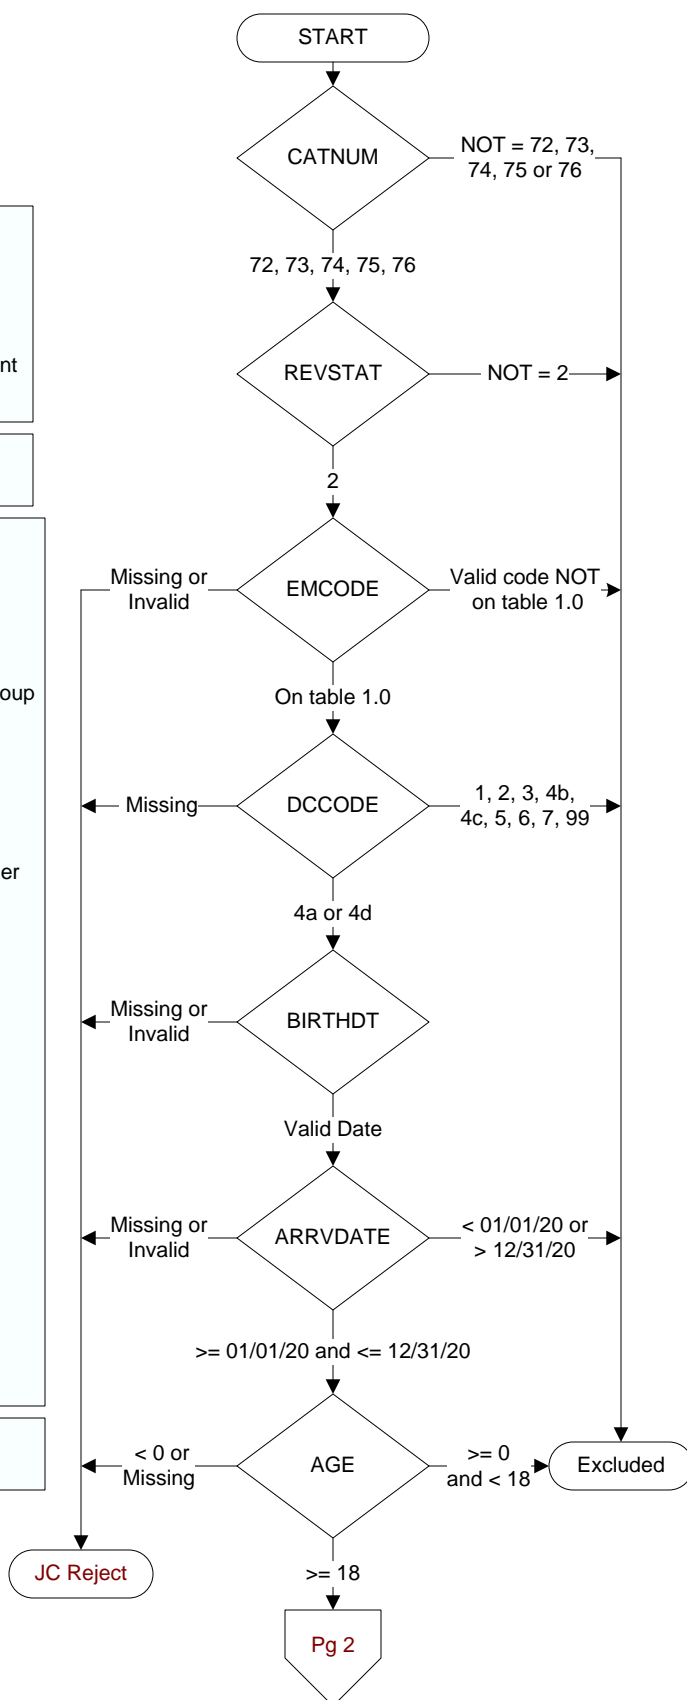 START
CATNUM
NOT = 72, 73,
74, 75 or 76
72, 73, 74, 75, 76
nt
REVSTAT
NOT = 2
2
Missing or
Invalid
EMCODE
Valid code NOT
on table 1.0
oup
On table 1.0
Missing
DCCODE
1, 2, 3, 4b,
4c, 5, 6, 7, 99
er
4a or 4d
Missing or
Invalid
BIRTHDT
Valid Date
Missing or
Invalid
ARRVDATE
< 01/01/20 or
> 12/31/20
>= 01/01/20 and <= 12/31/20
< 0 or
Missing
AGE
>= 0
and < 18
Excluded
JC Reject
>= 18
Pg 2